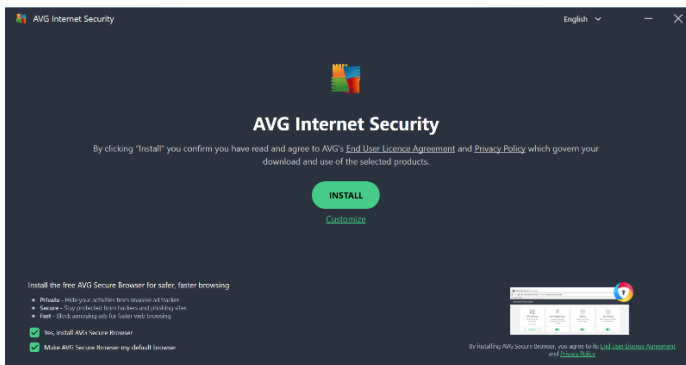 AVG Internet Security
English
AVG Internet Security
By clicking "Install" you confirm you have read and agree to AVG's End User Licence Agreement and Privacy Policy which govern your
download and use of the selected products.
INSTALL
Customize
Install the free AVG Secure Browser for safer, faster browsing
• Private - Hide your activities from invasive ad tracker
• Secure - Stay protected from hackers and phishing sites
• Fast - Block annoying ads for faster web browsing
Yes, install AVG Secure Browser
Make AVG Secure Browser my default browser
By installing AVG Secure Browser, you agree to its End User License Agreement
and Privacy Policy